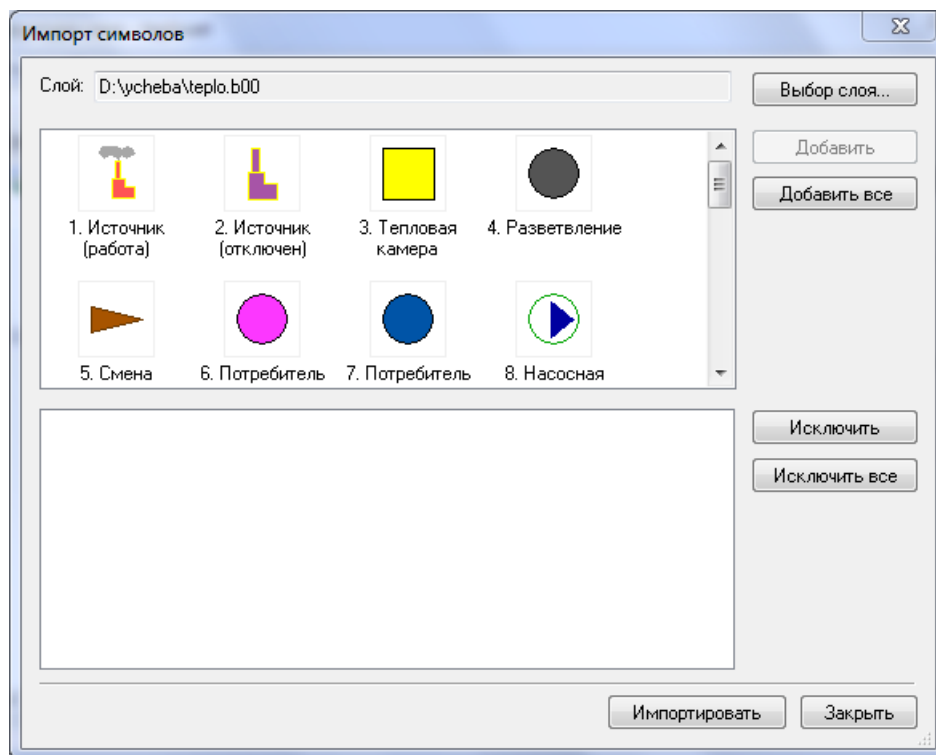 Импорт символов
Слой: D:\ycheba\teplo.b00
Выбор слоя...
Добавить
Добавить все
1. Источник (работа)
2. Источник (отключен)
3. Тепловая камера
4. Разветвление
5. Смена
6. Потребитель
7. Потребитель
8. Насосная
Исключить
Исключить все
Импортировать
Закрыть